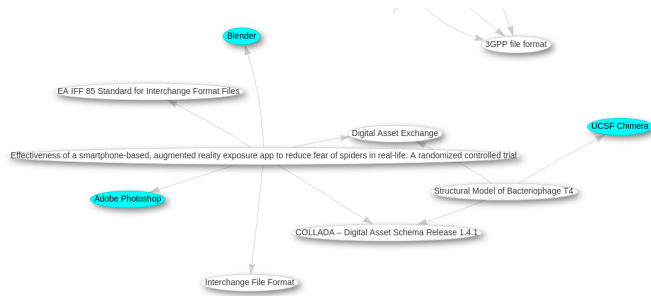 Blender
3GPP file format
EA IFF 85 Standard for Interchange Format Files
UCSF Chimera
Digital Asset Exchange
Effectiveness of a smartphone-based, augmented reality exposure app to reduce fear of spiders in real-life: A randomized controlled trial
Structural Model of Bacteriophage T4
Adobe Photoshop
COLLADA – Digital Asset Schema Release 1.4.1
Interchange File Format